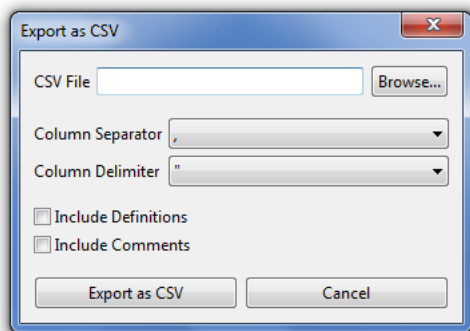 Export as CSV
CSV File Browse...
Column Separator ,
Column Delimiter "
Include Definitions
Include Comments
Export as CSV Cancel